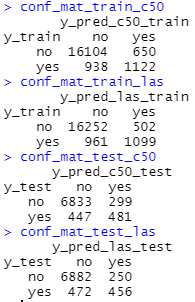 > conf_mat_train_c50
y_pred_c50_train
y_train no yes
no 16104 650
yes 938 1122
> conf_mat_train_las
y_pred_las_train
y_train no yes
no 16252 502
yes 961 1099
> conf_mat_test_c50
y_pred_c50_test
y_test no yes
no 6833 299
yes 447 481
> conf_mat_test_las
y_pred_las_test
y_test no yes
no 6882 250
yes 472 456